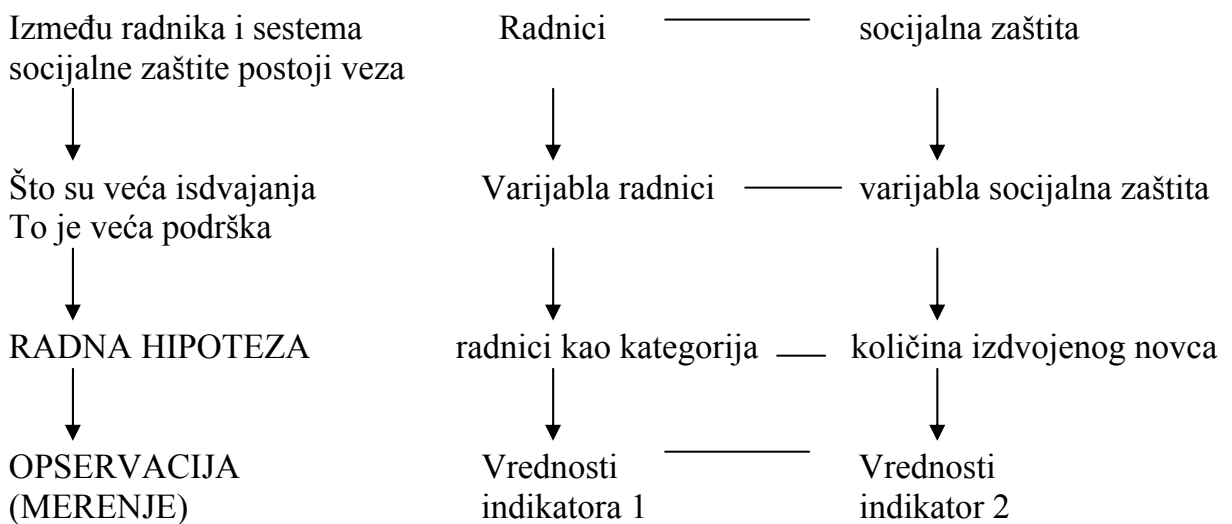 Između radnika i sestema
socijalne zaštite postoji veza
Radnici
socijalna zaštita
Što su veća isdvajanja
To je veća podrška
Varijabla radnici
varijabla socijalna zaštita
RADNA HIPOTEZA
radnici kao kategorija
količina izdvojenog novca
OPSERVACIJA
(MERENJE)
Vrednosti
indikatora 1
Vrednosti
indikator 2